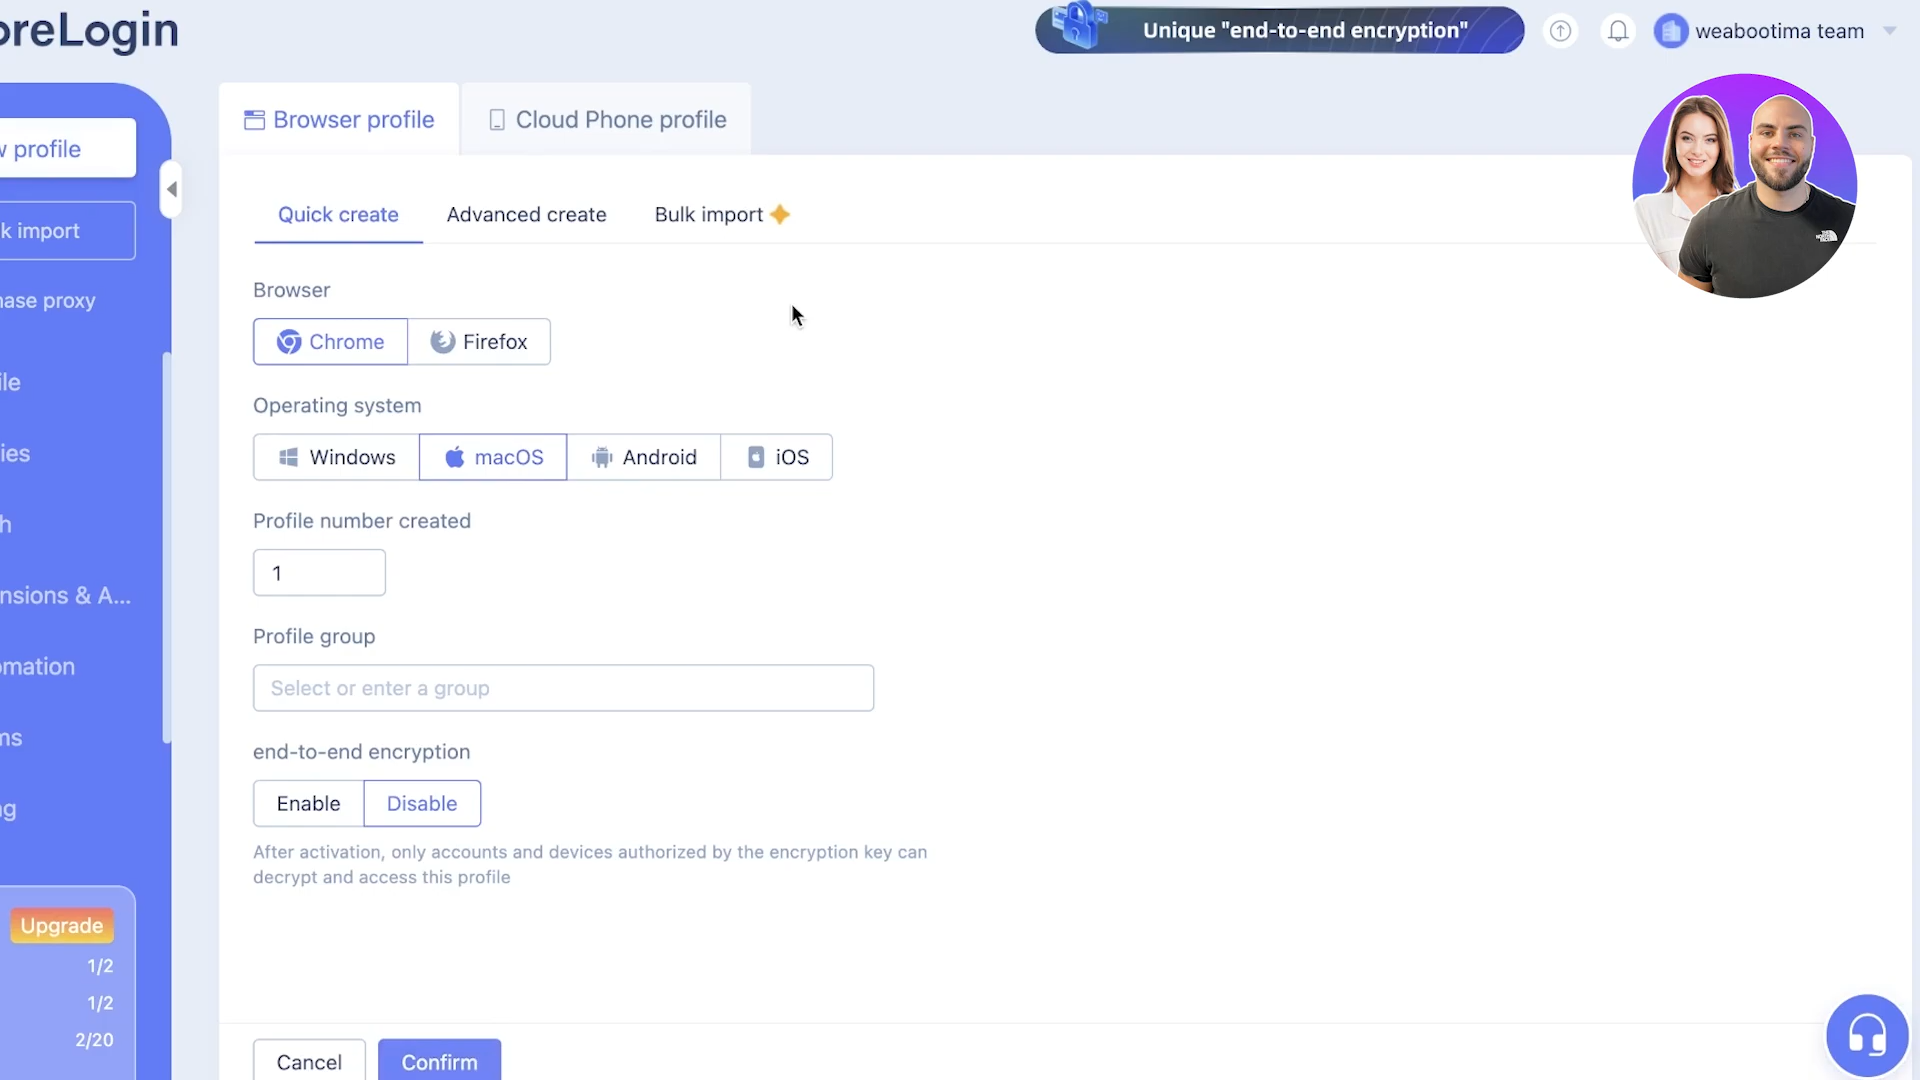 oreLogin
Unique "end-to-end encryption"
weabootima team
w profile
k import
hase proxy
ile
ies
h
nsions & A...
omation
ms
ng
Upgrade
1/2
1/2
2/20
Browser profile
Cloud Phone profile
Quick create
Advanced create
Bulk import
Browser
Chrome
Firefox
Operating system
Windows
macOS
Android
iOS
Profile number created
1
Profile group
Select or enter a group
end-to-end encryption
Enable
Disable
After activation, only accounts and devices authorized by the encryption key can
decrypt and access this profile
Cancel
Confirm